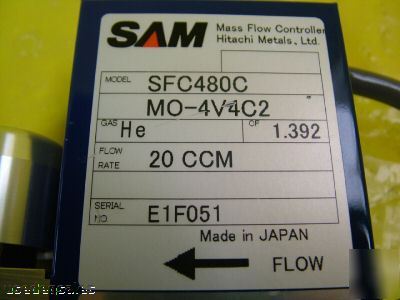 SAM
Mass Flow Controller
Hitachi Metals, Ltd.
MODEL SFC480C
MO-4V4C2
GAS He CF 1.392
FLOW RATE 20 CCM
SERIAL NO. E1F051
Made in JAPAN
FLOW
usedeqsales